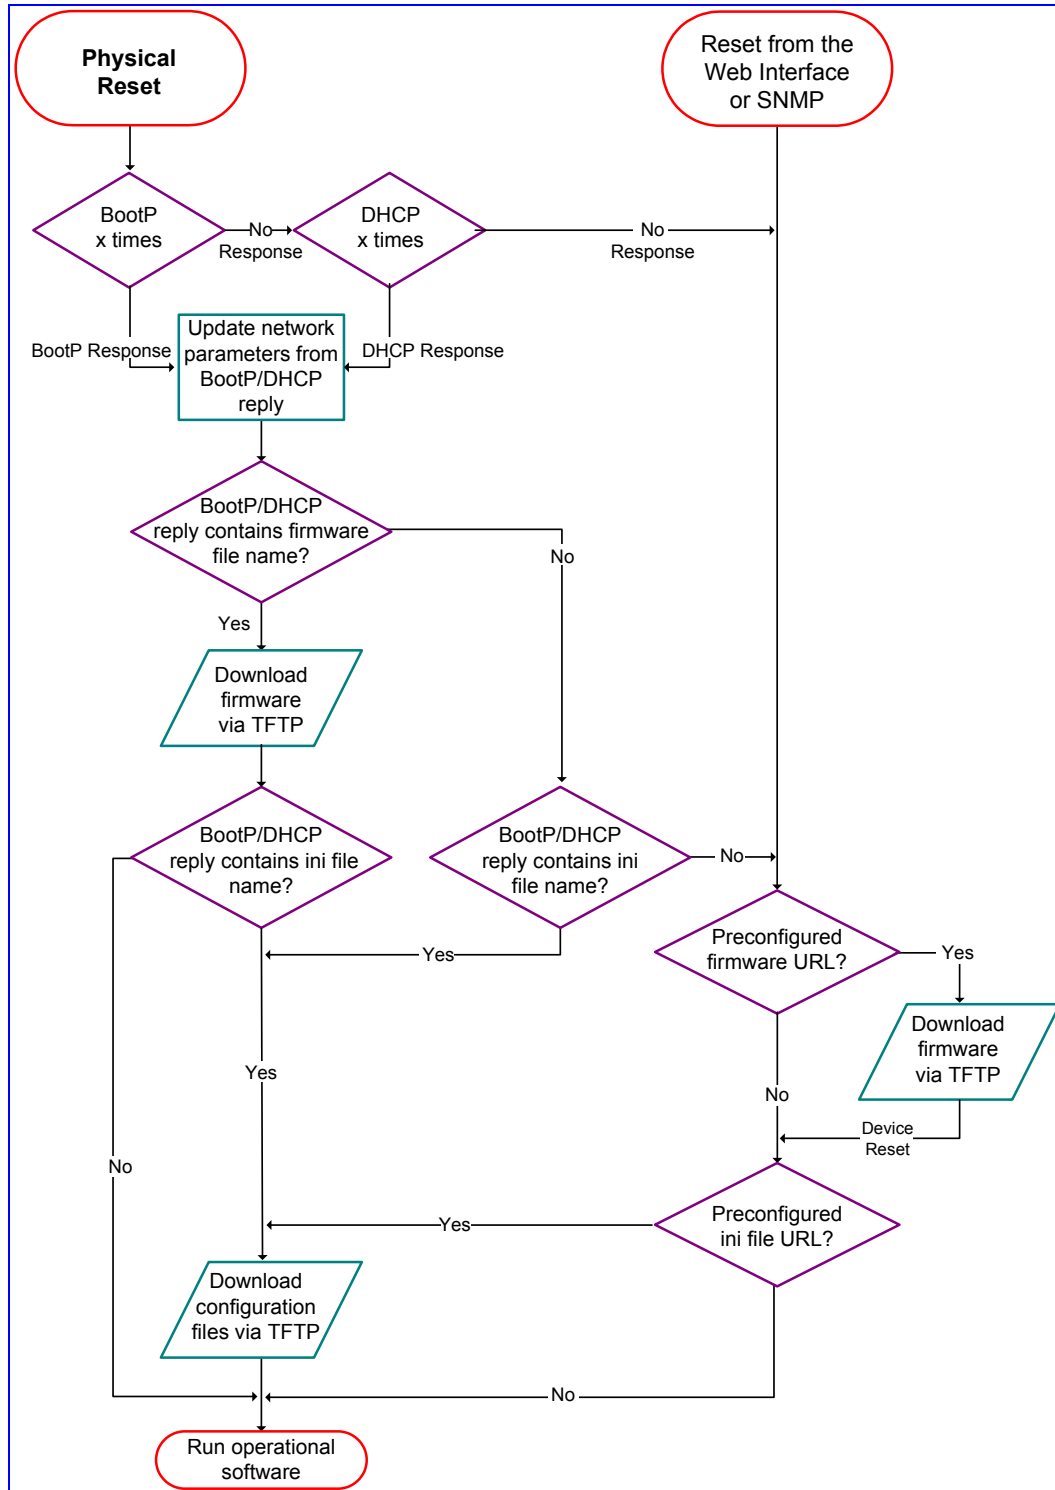 Physical
Reset
Reset from the
Web Interface
or SNMP
BootP
x times
No
Response
DHCP
x times
No
Response
BootP Response
Update network
parameters from
BootP/DHCP
reply
DHCP Response
BootP/DHCP
reply contains firmware
file name?
No
Yes
Download
firmware
via TFTP
BootP/DHCP
reply contains ini file
name?
BootP/DHCP
reply contains ini
file name?
No
Yes
Preconfigured
firmware URL?
Yes
Download
firmware
via TFTP
Yes
No
Device
Reset
No
Yes
Preconfigured
ini file URL?
Download
configuration
files via TFTP
No
Run operational
software